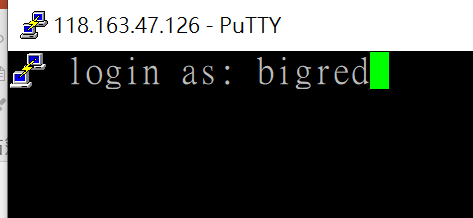 118.163.47.126 - PuTTY
login as: bigred